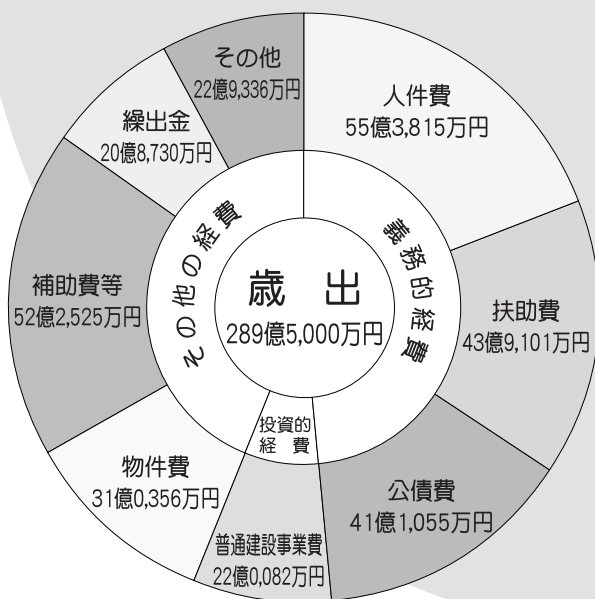 歳出
289億5,000万円
義務的経費
人件費
55億3,815万円
扶助費
43億9,101万円
公債費
41億1,055万円
投資的
経費
普通建設事業費
22億0,082万円
その他の経費
物件費
31億0,356万円
補助費等
52億2,525万円
繰出金
20億8,730万円
その他
22億9,336万円